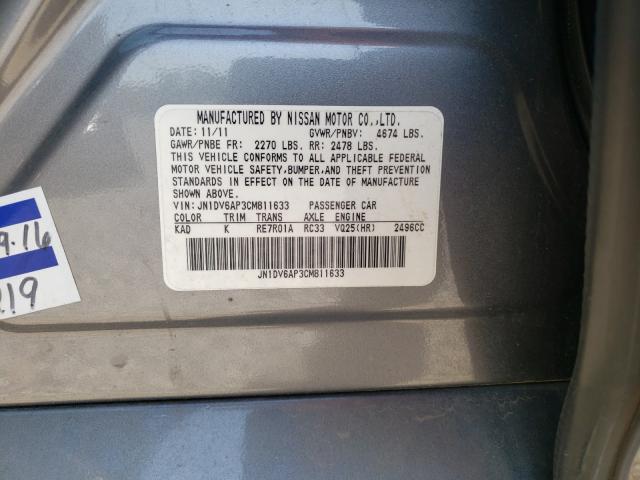 MANUFACTURED BY NISSAN MOTOR CO.,LTD.
DATE: 11/11 GVWR/PNBV: 4674 LBS.
GAWR/PNBE FR: 2270 LBS. RR: 2478 LBS.
THIS VEHICLE CONFORMS TO ALL APPLICABLE FEDERAL
MOTOR VEHICLE SAFETY,BUMPER,AND THEFT PREVENTION
STANDARDS IN EFFECT ON THE DATE OF MANUFACTURE
SHOWN ABOVE.
VIN: JN1DV6AP3CM811633 PASSENGER CAR
COLOR TRIM TRANS AXLE ENGINE
KAD K RE7R01A RC33 VQ25(HR) 2496CC
JN1DV6AP3CM811633
9.16
219